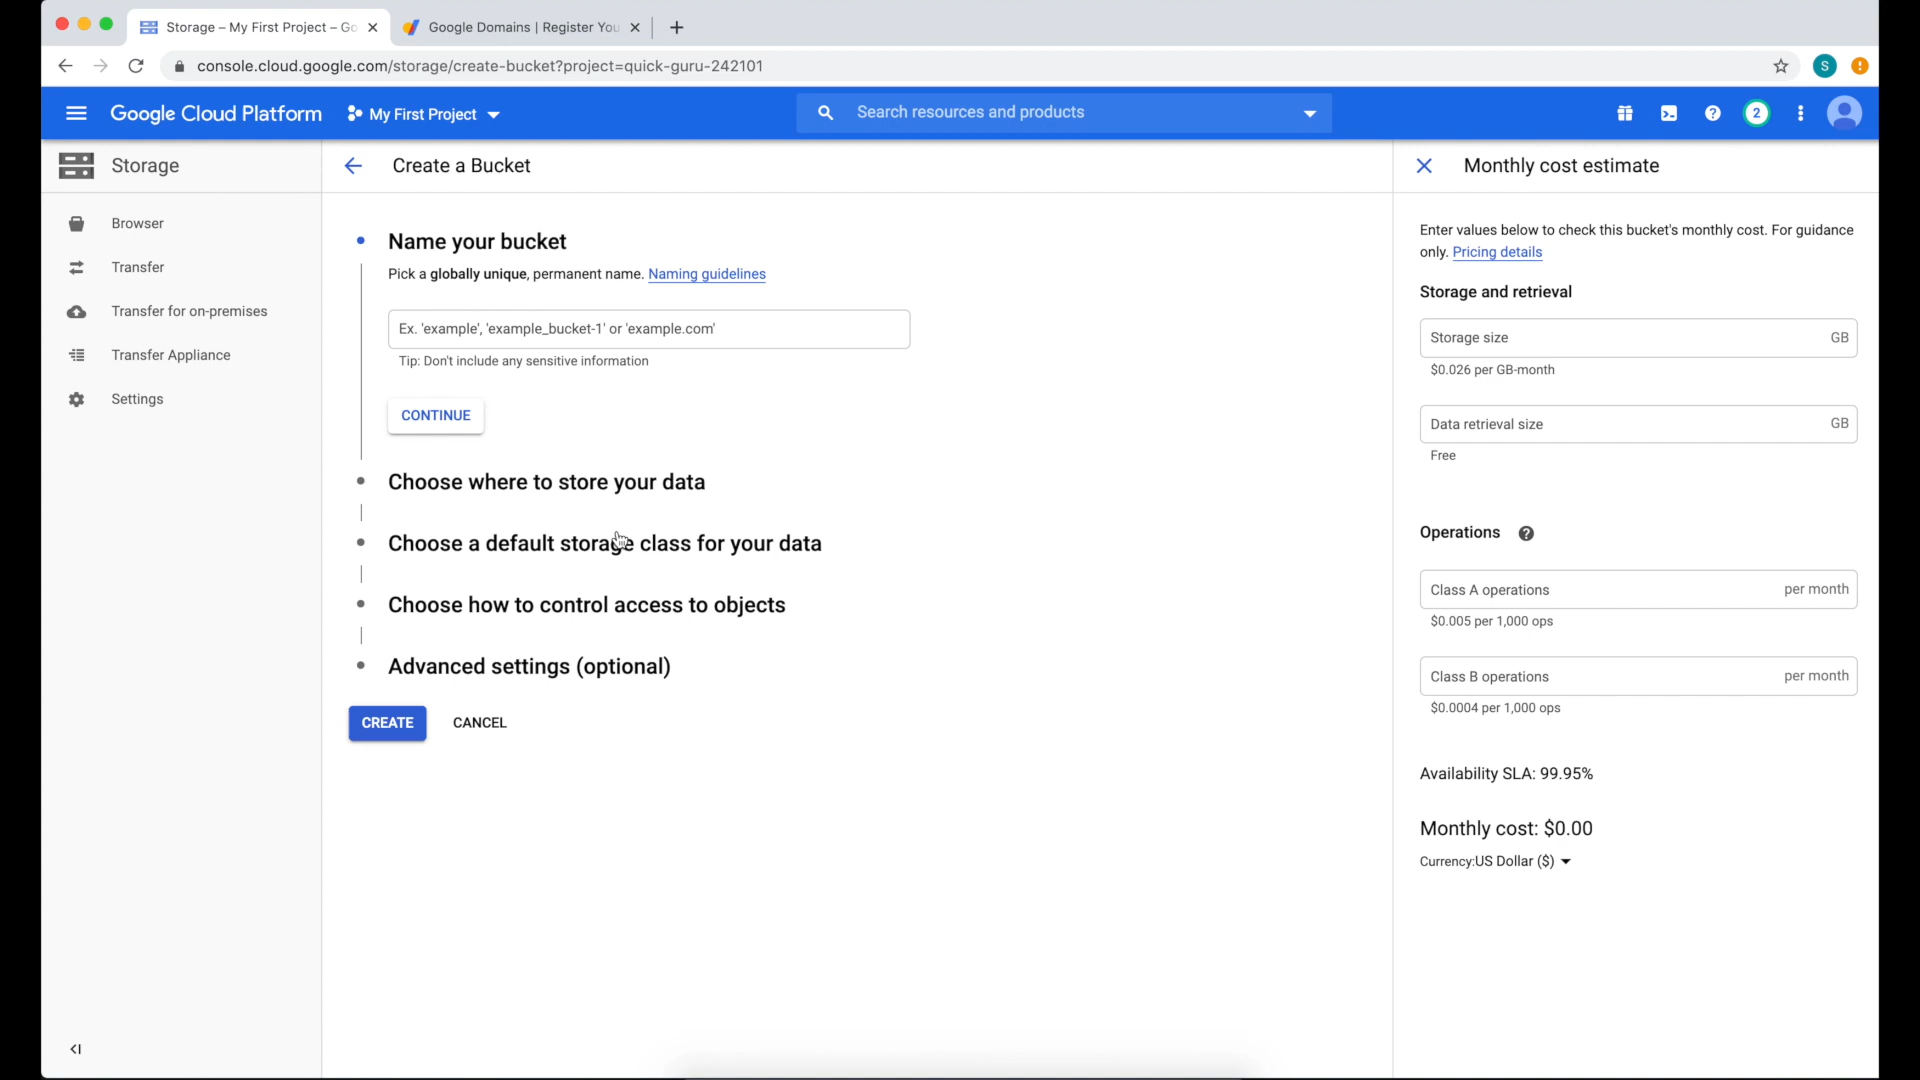 Storage – My First Project – Go
Google Domains | Register You
console.cloud.google.com/storage/create-bucket?project=quick-guru-242101
S
Google Cloud Platform
My First Project
Search resources and products
2
Storage
Create a Bucket
Monthly cost estimate
Browser
Transfer
Transfer for on-premises
Transfer Appliance
Settings
Name your bucket
Pick a globally unique, permanent name. Naming guidelines
Ex. 'example', 'example_bucket-1' or 'example.com'
Tip: Don't include any sensitive information
CONTINUE
Choose where to store your data
Choose a default storage class for your data
Choose how to control access to objects
Advanced settings (optional)
CREATE
CANCEL
Enter values below to check this bucket's monthly cost. For guidance
only. Pricing details
Storage and retrieval
Storage size GB
$0.026 per GB-month
Data retrieval size GB
Free
Operations
Class A operations per month
$0.005 per 1,000 ops
Class B operations per month
$0.0004 per 1,000 ops
Availability SLA: 99.95%
Monthly cost: $0.00
Currency:US Dollar ($)